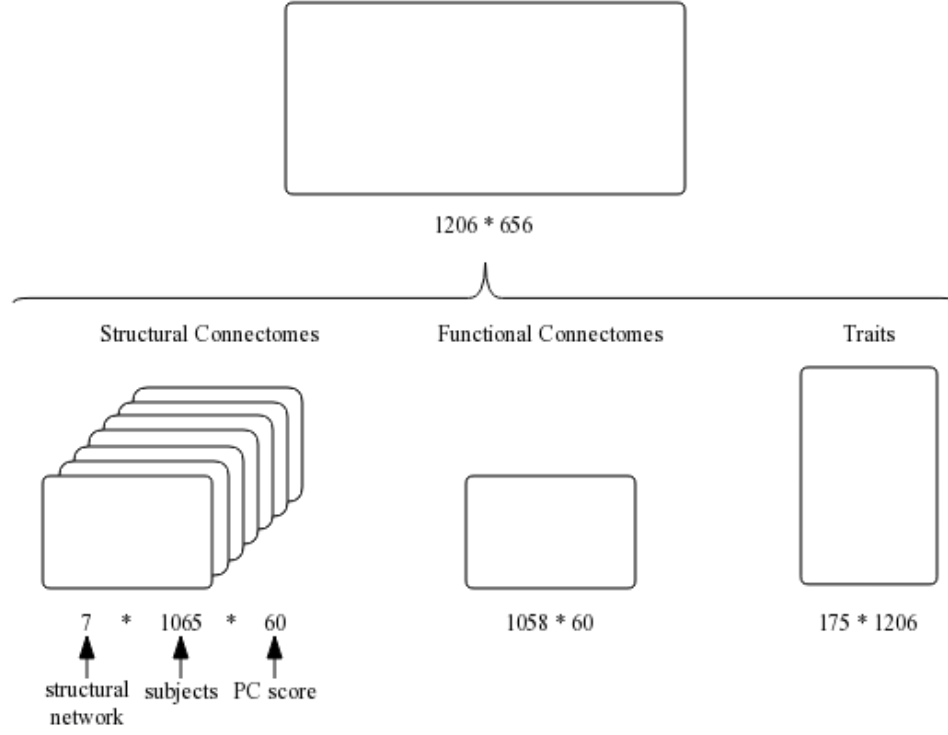 1206 * 656
Structural Connectomes
Functional Connectomes
Traits
7 * 1065 * 60
1058 * 60
175 * 1206
structural
network
subjects
PC score